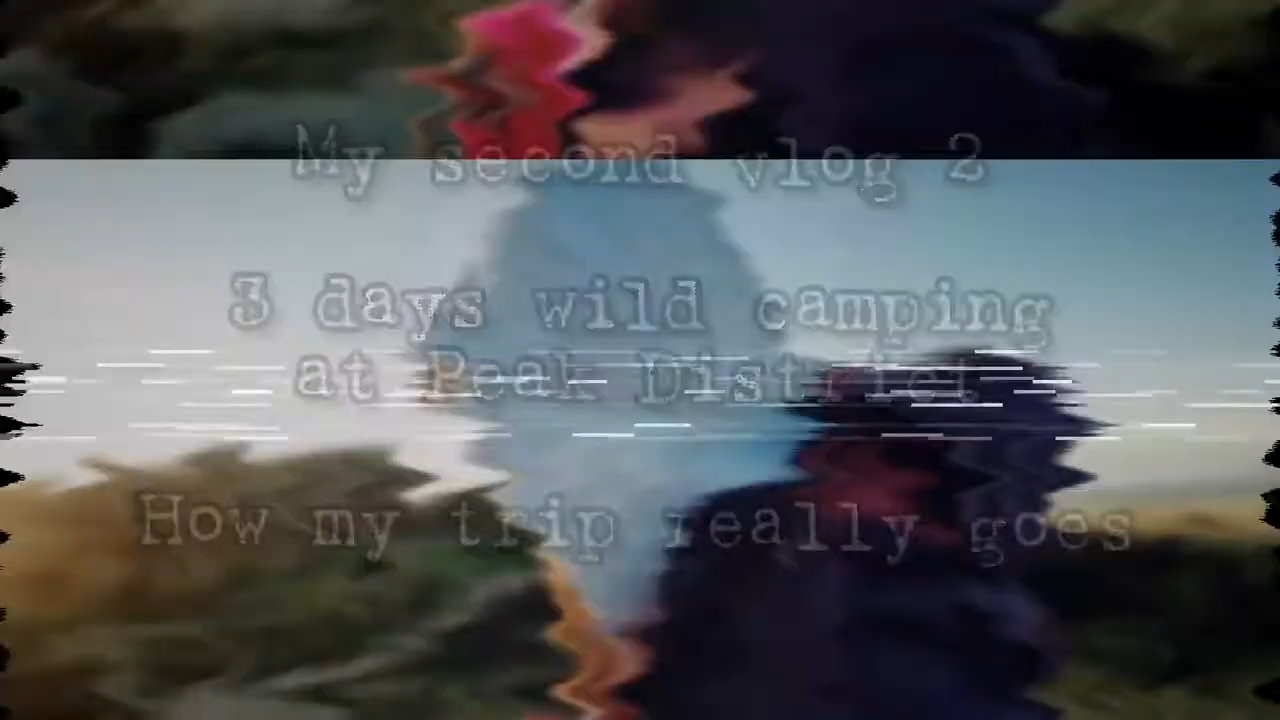 My second vlog 2
3 days wild camping
at Peak District
How my trip really goes